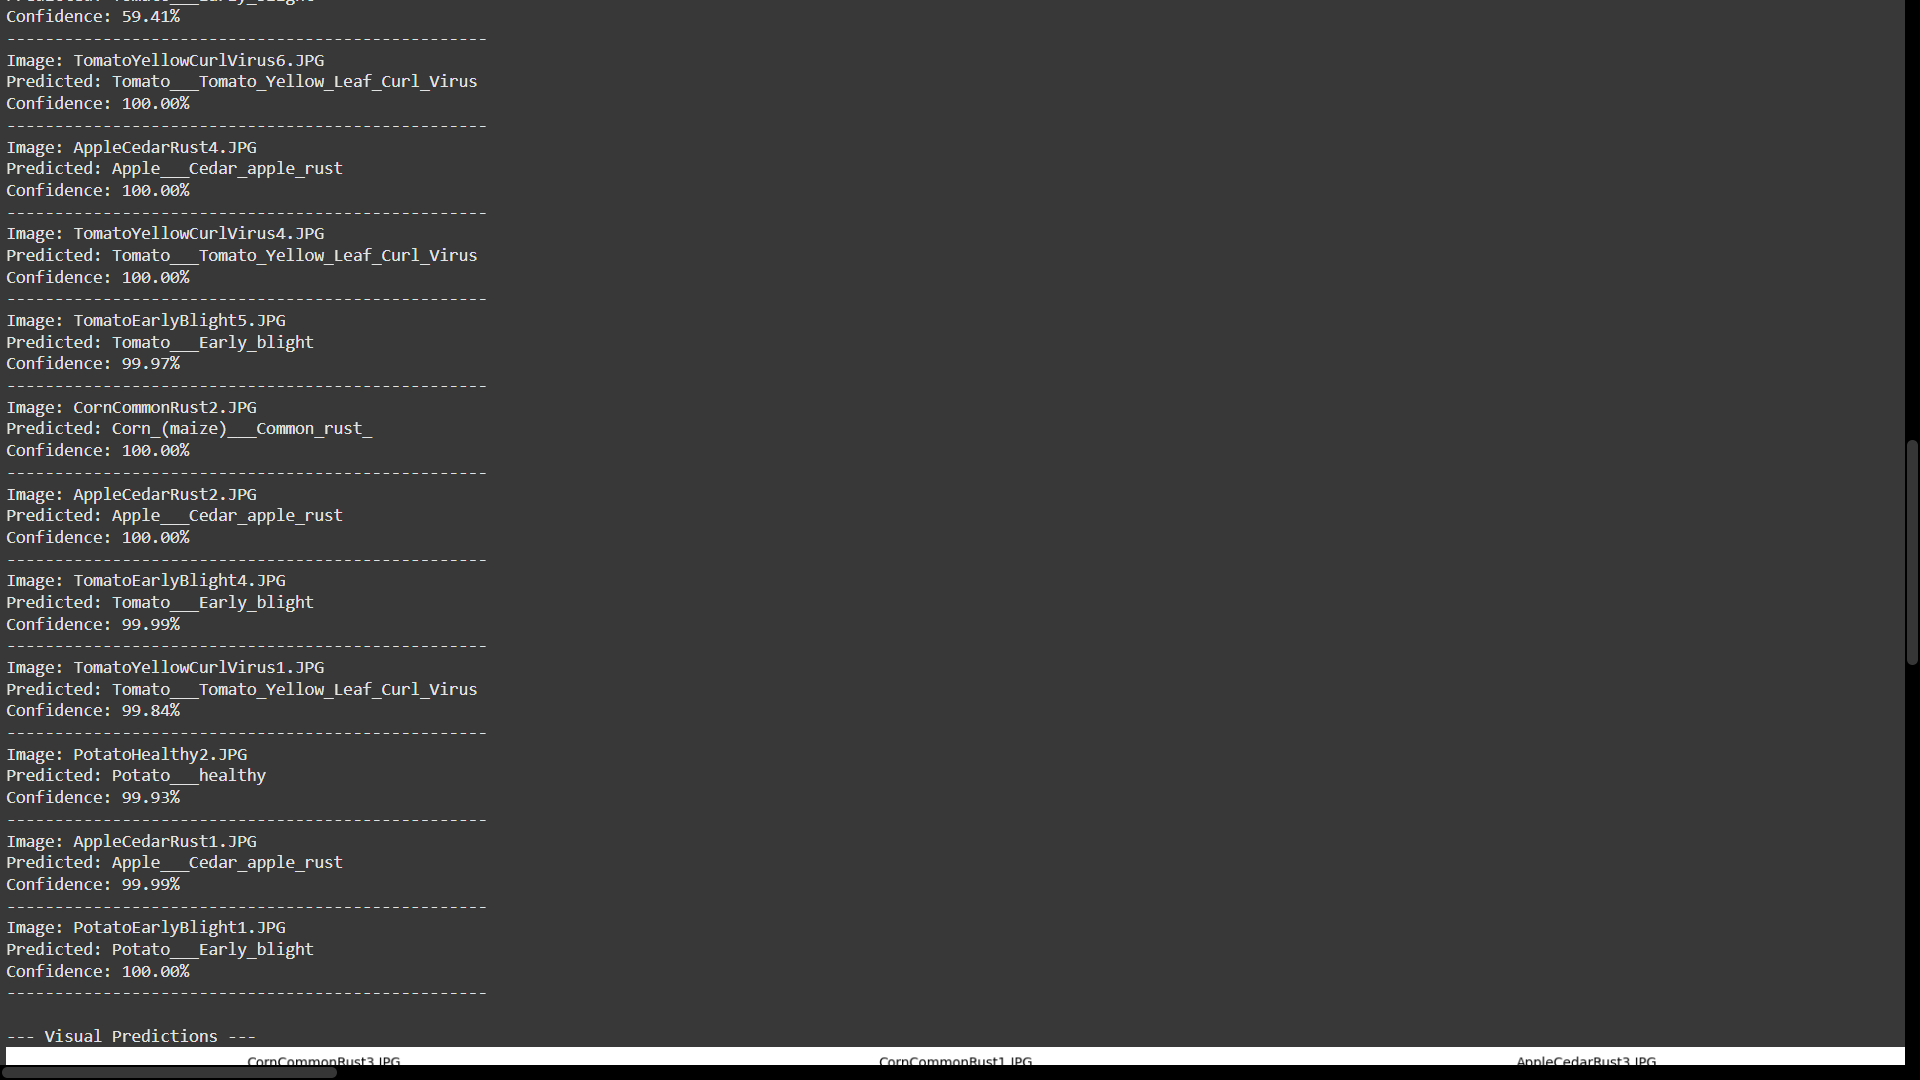 Predicted: Tomato___Early_blight
Confidence: 59.41%
--------------------------------------------------
Image: TomatoYellowCurlVirus6.JPG
Predicted: Tomato___Tomato_Yellow_Leaf_Curl_Virus
Confidence: 100.00%
--------------------------------------------------
Image: AppleCedarRust4.JPG
Predicted: Apple___Cedar_apple_rust
Confidence: 100.00%
--------------------------------------------------
Image: TomatoYellowCurlVirus4.JPG
Predicted: Tomato___Tomato_Yellow_Leaf_Curl_Virus
Confidence: 100.00%
--------------------------------------------------
Image: TomatoEarlyBlight5.JPG
Predicted: Tomato___Early_blight
Confidence: 99.97%
--------------------------------------------------
Image: CornCommonRust2.JPG
Predicted: Corn_(maize)___Common_rust_
Confidence: 100.00%
--------------------------------------------------
Image: AppleCedarRust2.JPG
Predicted: Apple___Cedar_apple_rust
Confidence: 100.00%
--------------------------------------------------
Image: TomatoEarlyBlight4.JPG
Predicted: Tomato___Early_blight
Confidence: 99.99%
--------------------------------------------------
Image: TomatoYellowCurlVirus1.JPG
Predicted: Tomato___Tomato_Yellow_Leaf_Curl_Virus
Confidence: 99.84%
--------------------------------------------------
Image: PotatoHealthy2.JPG
Predicted: Potato___healthy
Confidence: 99.93%
--------------------------------------------------
Image: AppleCedarRust1.JPG
Predicted: Apple___Cedar_apple_rust
Confidence: 99.99%
--------------------------------------------------
Image: PotatoEarlyBlight1.JPG
Predicted: Potato___Early_blight
Confidence: 100.00%
--------------------------------------------------
--- Visual Predictions ---
CornCommonRust3.JPG CornCommonRust1.JPG AppleCedarRust3.JPG